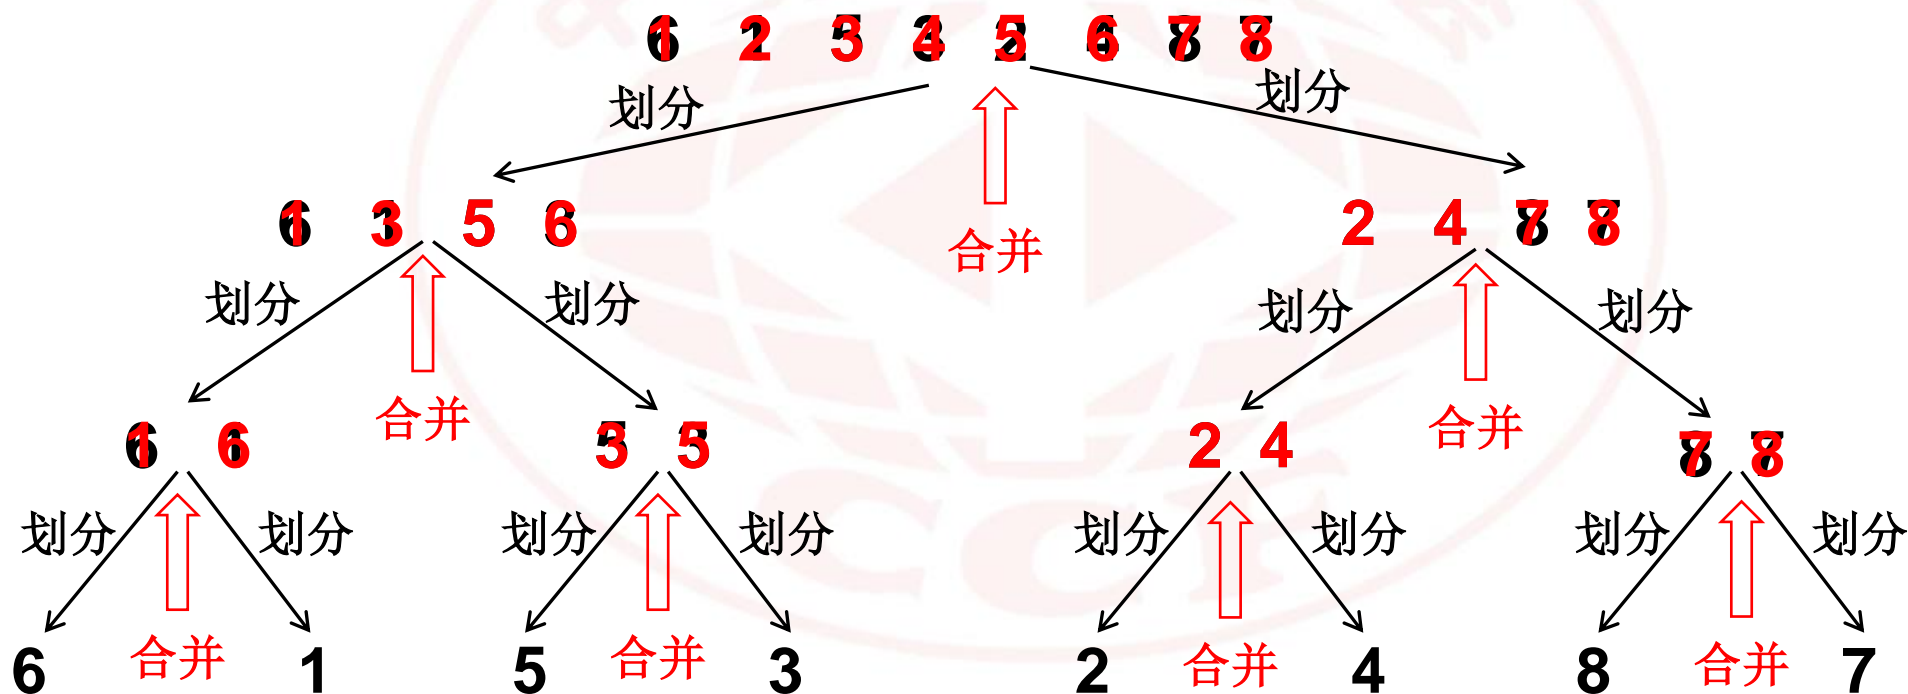 1 2 3 4 5 6 7 8
划分 划分
1 3 5 6 2 4 7 8
合并
划分 划分 划分 划分
合并 合并
1 6 3 5 2 4 7 8
划分 划分 划分 划分 划分 划分 划分 划分
CCF
6 合并 1 5 合并 3 2 合并 4 8 合并 7